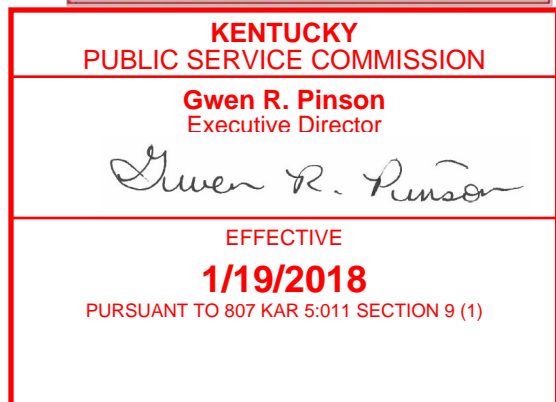 KENTUCKY
PUBLIC SERVICE COMMISSION
Gwen R. Pinson
Executive Director
Gwen R. Pinson
EFFECTIVE
1/19/2018
PURSUANT TO 807 KAR 5:011 SECTION 9 (1)